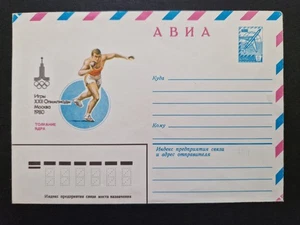 АВИА
Игры
XXII Олимпиады
Москва
1980
ТОЛКАНИЕ
ЯДРА
Куда
Кому
Индекс предприятия связи
и адрес отправителя
Индекс предприятия связи места назначения